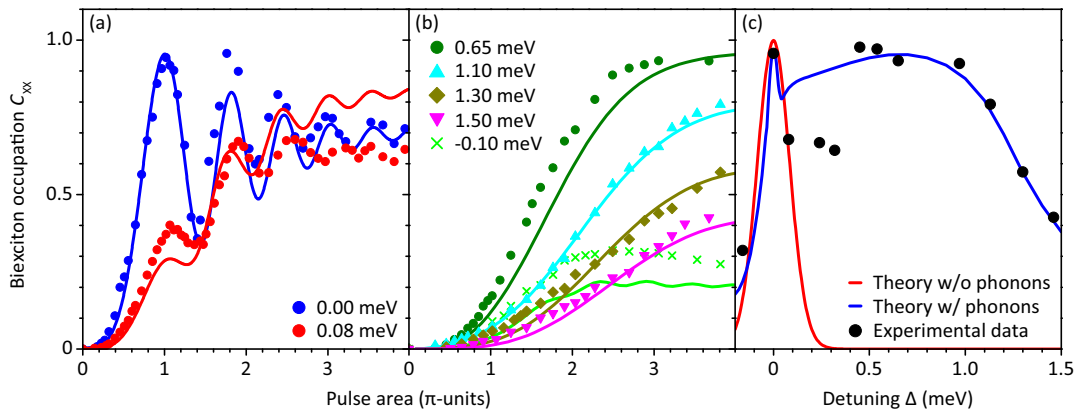 (a)
(b)
(c)
Biexciton occupation C_XX
1.0
0.5
0
0.00 meV
0.08 meV
0.65 meV
1.10 meV
1.30 meV
1.50 meV
-0.10 meV
Theory w/o phonons
Theory w/ phonons
Experimental data
0 1 2 3 0 1 2 3 0 0.5 1.0 1.5
Pulse area (π-units)
Detuning Δ (meV)